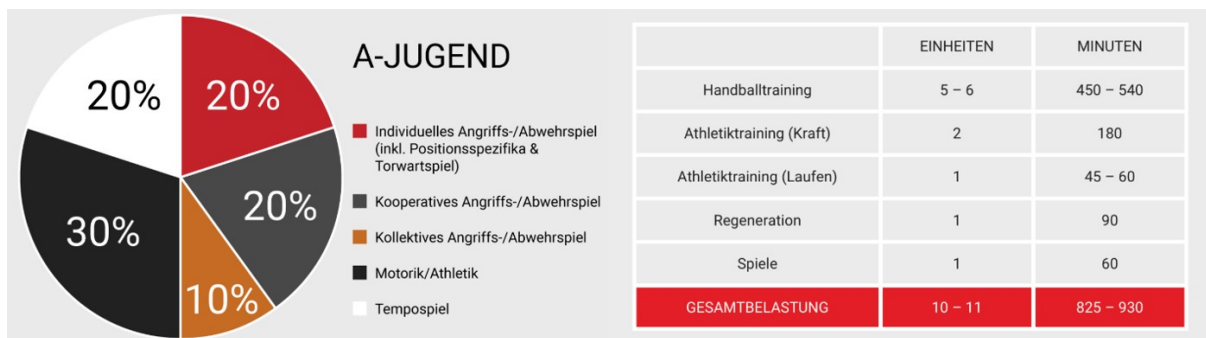 20%
20%
20%
30%
10%
A-JUGEND
Individuelles Angriffs-/Abwehrspiel
(inkl. Positionsspezifika &
Torwartspiel)
Kooperatives Angriffs-/Abwehrspiel
Kollektives Angriffs-/Abwehrspiel
Motorik/Athletik
Tempospiel
EINHEITEN MINUTEN
Handballtraining 5 – 6 450 – 540
Athletiktraining (Kraft) 2 180
Athletiktraining (Laufen) 1 45 – 60
Regeneration 1 90
Spiele 1 60
GESAMTBELASTUNG 10 – 11 825 – 930